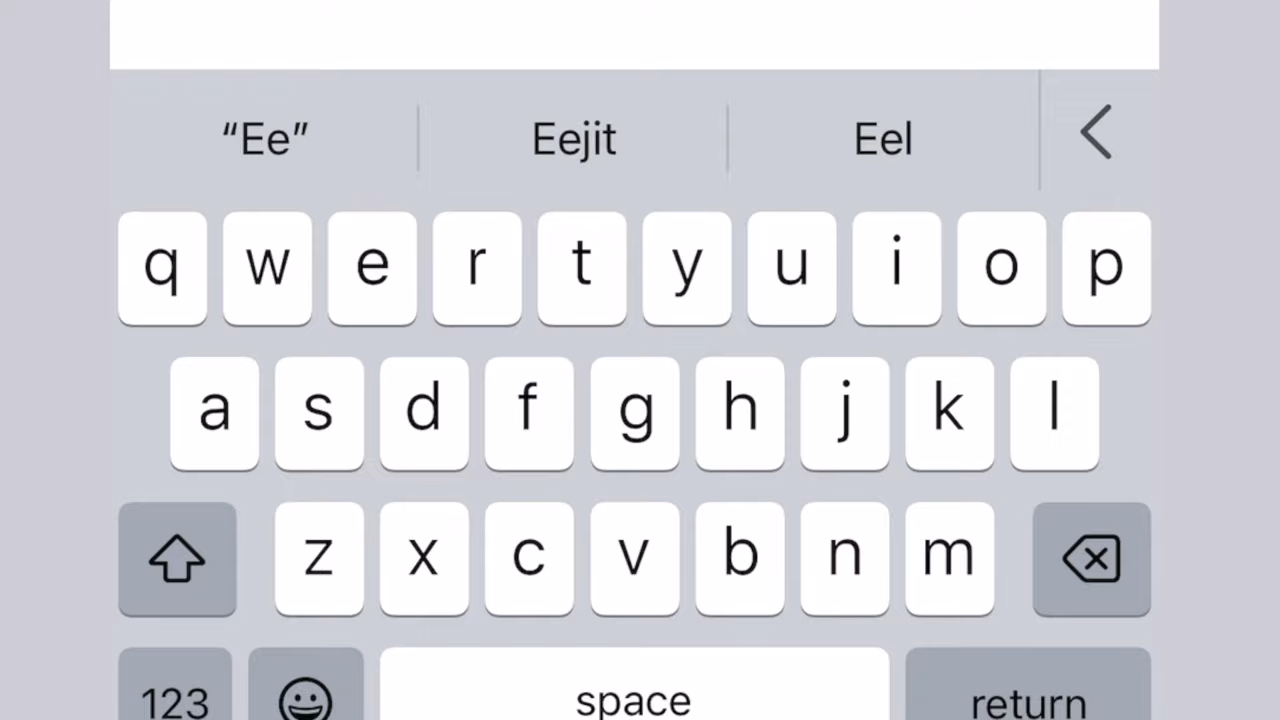 “Ee” Eejit Eel
q w e r t y u i o p
a s d f g h j k l
z x c v b n m
123 space return